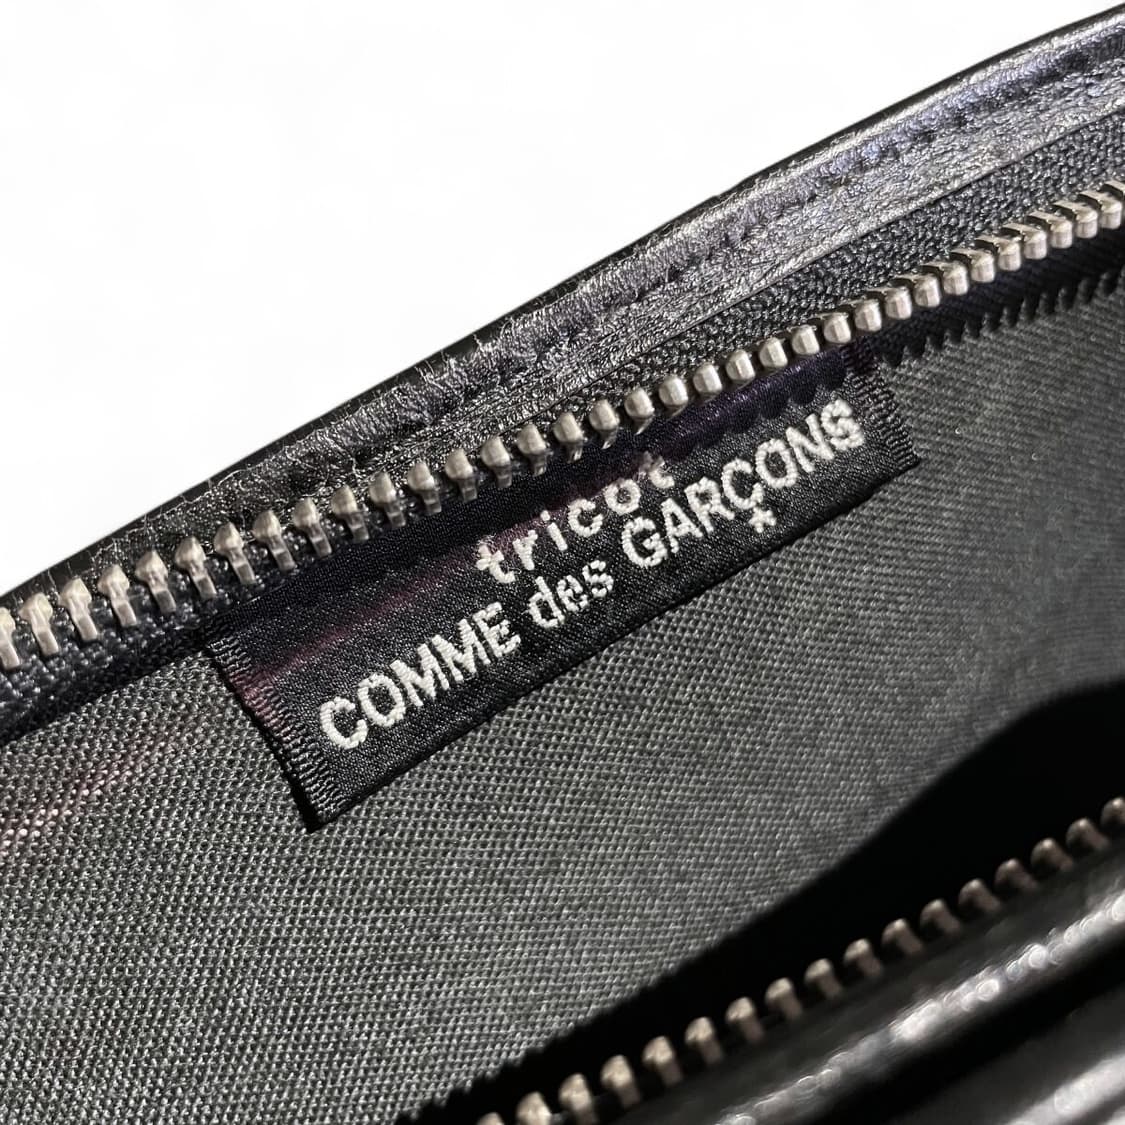 tricot
COMME des GARÇONS
*